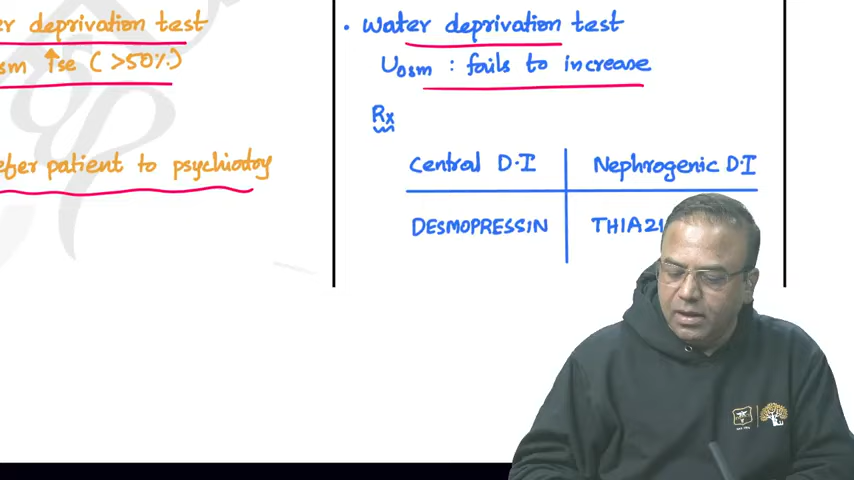 er deprivation test
sm ↑se ( >50%)
efer patient to psychiatry
• Water deprivation test
Uosm : fails to increase
Rx
Central D.I
Nephrogenic D.I
DESMOPRESSIN